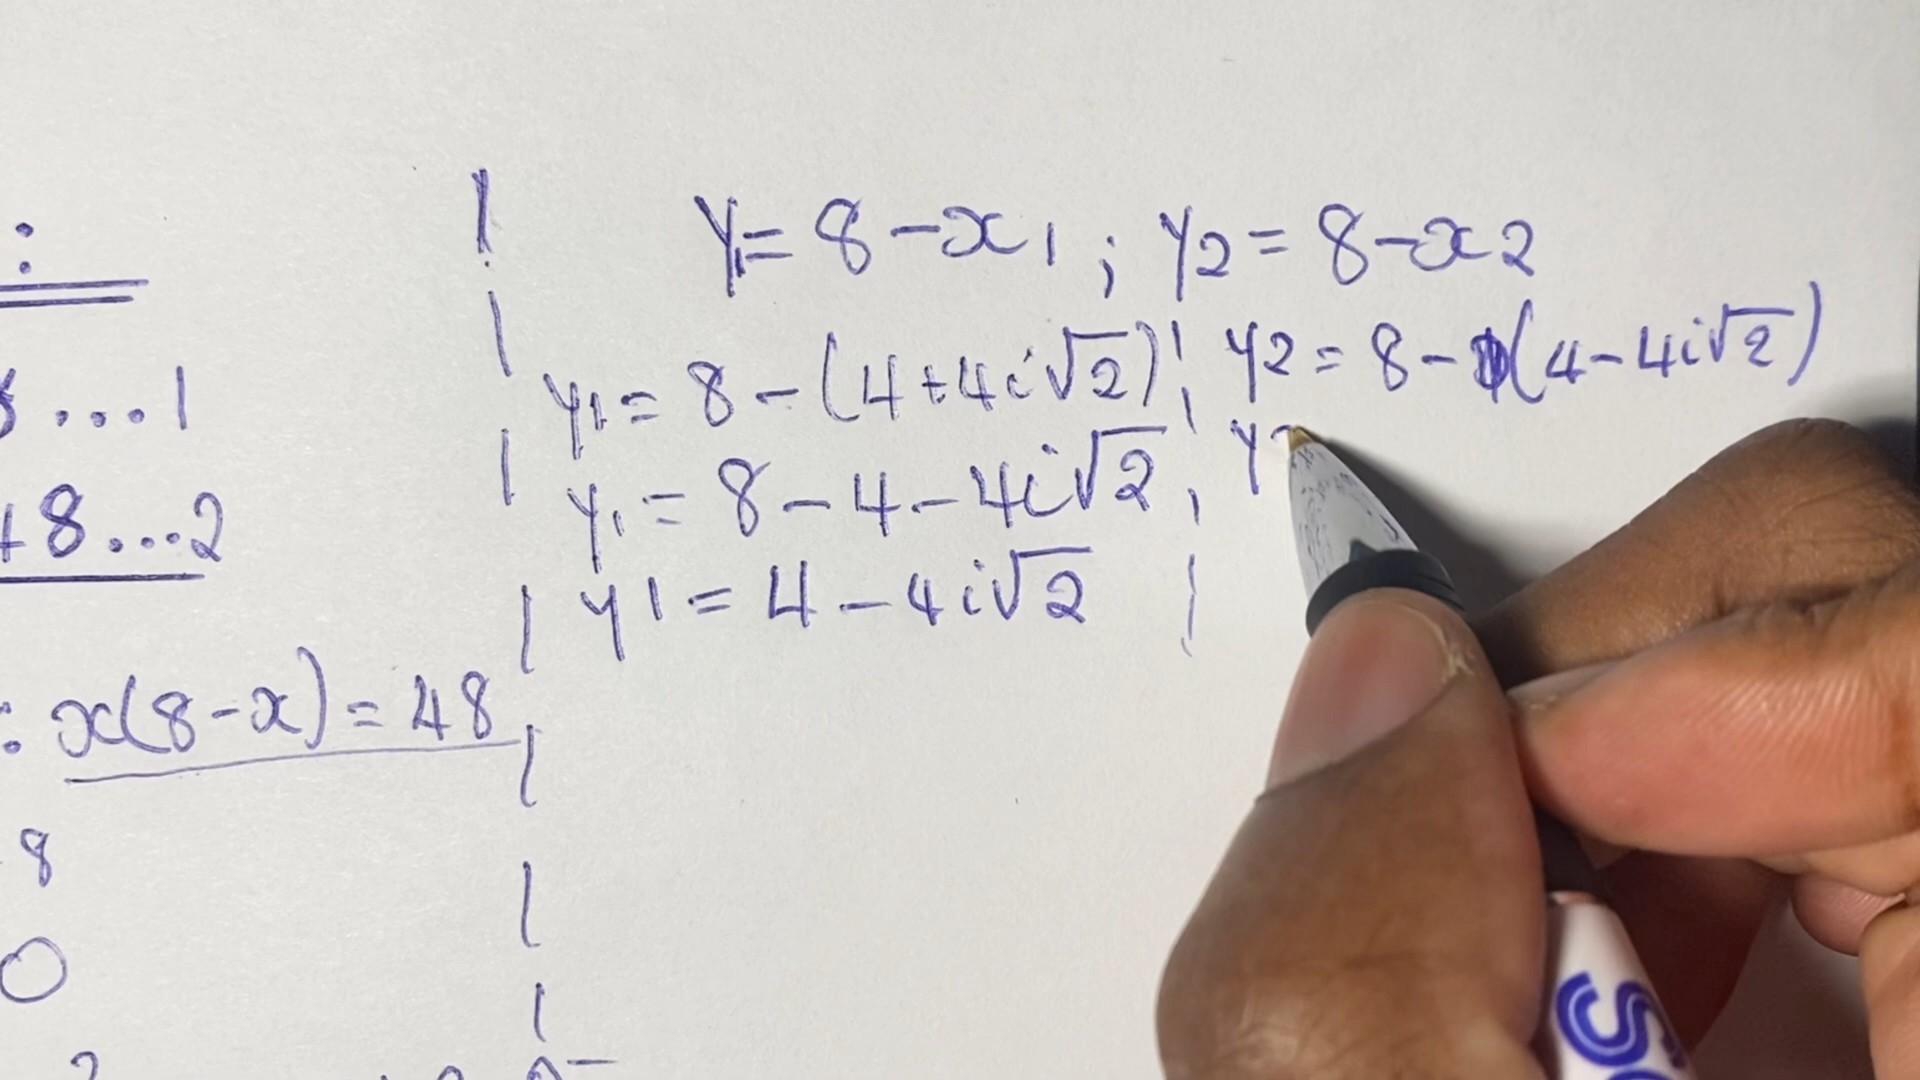 :
...1
+8...2
: x(8-x)=48
8
0
y1=8-x1; y2=8-x2
y1=8-(4+4i√2)
y1=8-4-4i√2
y1=4-4i√2
y2=8-(4-4i√2)
y